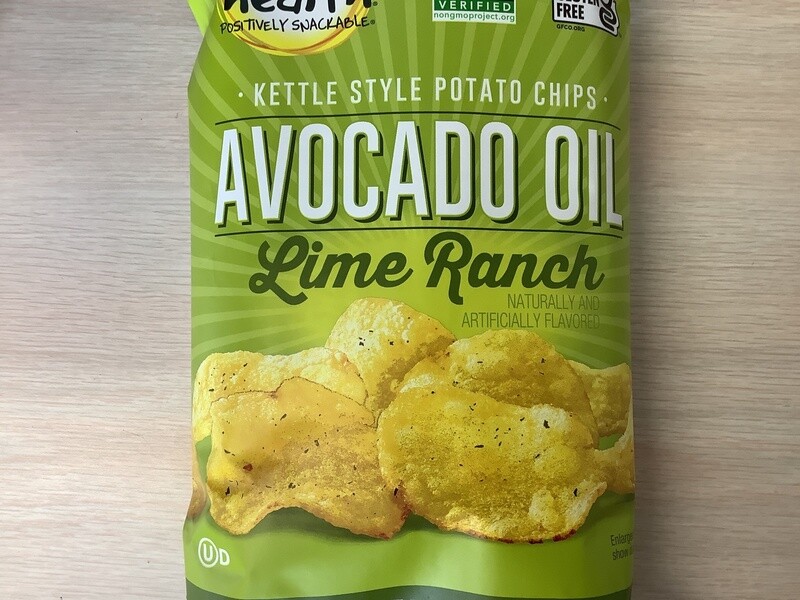 POSITIVELY SNACKABLE®
VERIFIED
nongmoproject.org
FREE
GFCO.ORG
· KETTLE STYLE POTATO CHIPS ·
AVOCADO OIL
Lime Ranch
NATURALLY AND
ARTIFICIALLY FLAVORED
U D